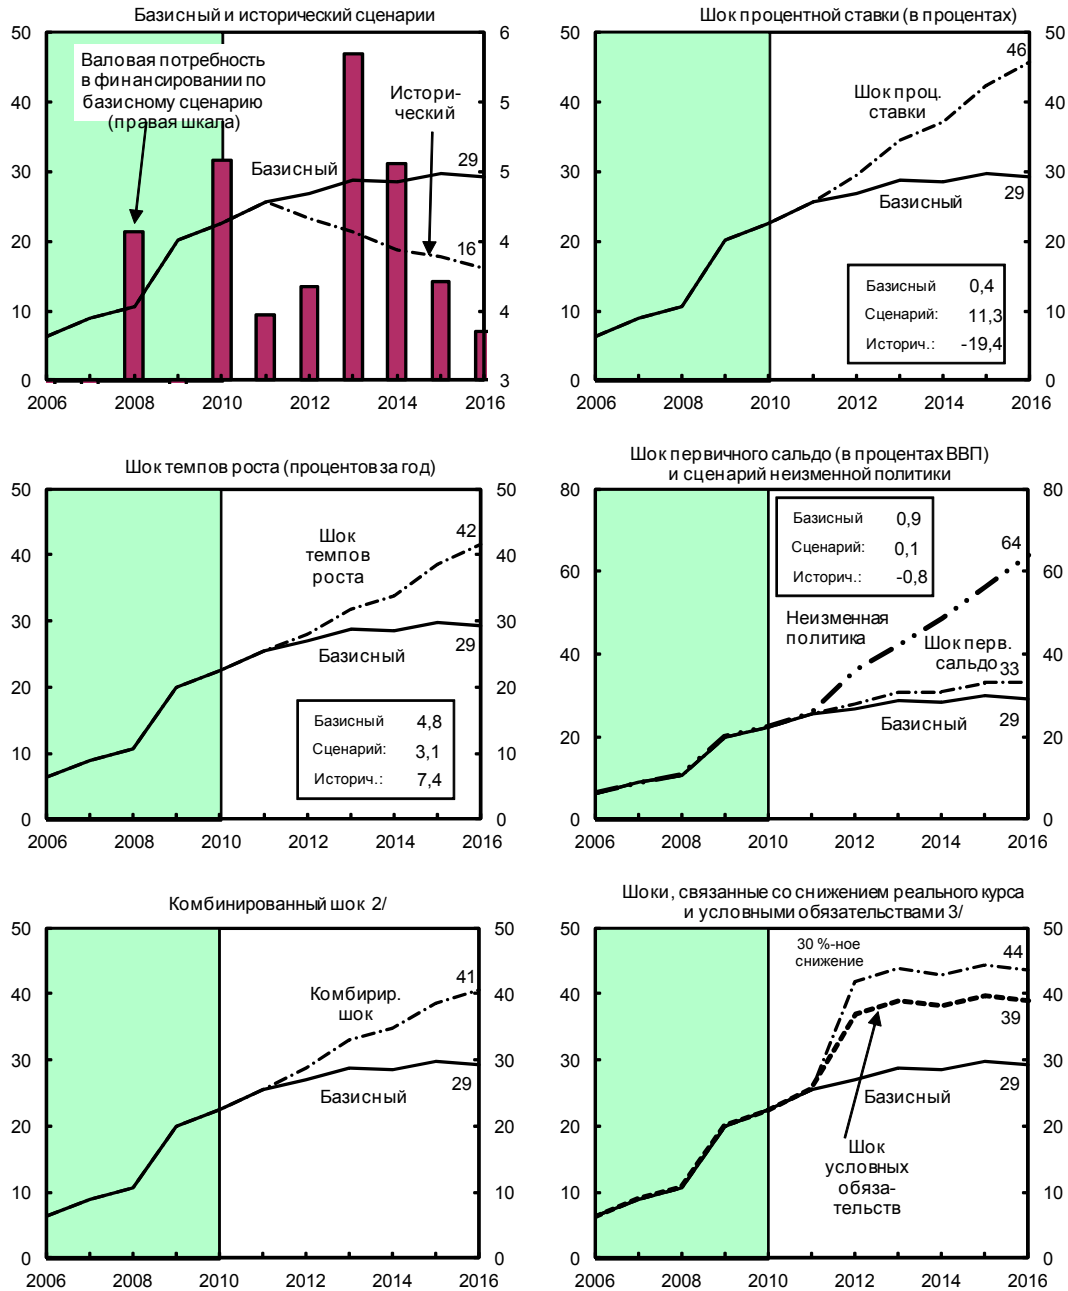 Базисный и исторический сценарии
50
40
30
20
10
0
6
5
5
4
4
3
Валовая потребность
в финансировании по
базисному сценарию
(правая шкала)
Истори-
ческий
Базисный
29
16
2006 2008 2010 2012 2014 2016
Шок процентной ставки (в процентах)
50
40
30
20
10
0
50
40
30
20
10
0
46
Шок проц.
ставки
Базисный
29
Базисный 0,4
Сценарий: 11,3
Историч.: -19,4
2006 2008 2010 2012 2014 2016
Шок темпов роста (процентов за год)
50
40
30
20
10
0
50
40
30
20
10
0
42
Шок
темпов
роста
Базисный
29
Базисный 4,8
Сценарий: 3,1
Историч.: 7,4
2006 2008 2010 2012 2014 2016
Шок первичного сальдо (в процентах ВВП)
и сценарий неизменной политики
80
60
40
20
0
80
60
40
20
0
Базисный 0,9
Сценарий: 0,1
Историч.: -0,8
64
Неизменная
политика
Шок перв.
сальдо
33
Базисный
29
2006 2008 2010 2012 2014 2016
Комбинированный шок 2/
50
40
30
20
10
0
50
40
30
20
10
0
41
Комбирир.
шок
29
Базисный
2006 2008 2010 2012 2014 2016
Шоки, связанные со снижением реального курса
и условными обязательствами 3/
50
40
30
20
10
0
50
40
30
20
10
0
30 %-ное
снижение
44
39
29
Базисный
Шок
условных
обяза-
тельств
2006 2008 2010 2012 2014 2016